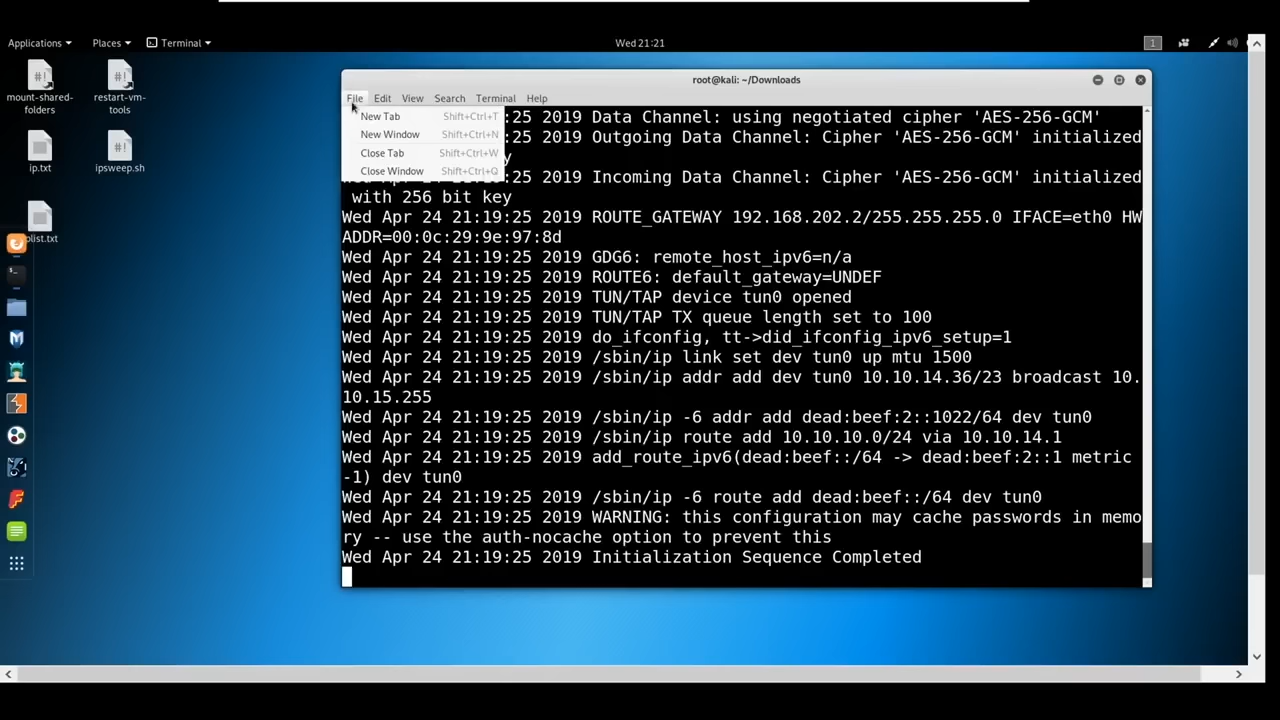 Applications
Places
Terminal
Wed 21:21
1
mount-shared-
folders
restart-vm-
tools
ip.txt
ipsweep.sh
list.txt
root@kali: ~/Downloads
File Edit View Search Terminal Help
New Tab Shift+Ctrl+T
New Window Shift+Ctrl+N
Close Tab Shift+Ctrl+W
Close Window Shift+Ctrl+Q
:25 2019 Data Channel: using negotiated cipher 'AES-256-GCM'
:25 2019 Outgoing Data Channel: Cipher 'AES-256-GCM' initialized
y
2019 Incoming Data Channel: Cipher 'AES-256-GCM' initialized
with 256 bit key
Wed Apr 24 21:19:25 2019 ROUTE_GATEWAY 192.168.202.2/255.255.255.0 IFACE=eth0 HW
ADDR=00:0c:29:9e:97:8d
Wed Apr 24 21:19:25 2019 GDG6: remote_host_ipv6=n/a
Wed Apr 24 21:19:25 2019 ROUTE6: default_gateway=UNDEF
Wed Apr 24 21:19:25 2019 TUN/TAP device tun0 opened
Wed Apr 24 21:19:25 2019 TUN/TAP TX queue length set to 100
Wed Apr 24 21:19:25 2019 do_ifconfig, tt->did_ifconfig_ipv6_setup=1
Wed Apr 24 21:19:25 2019 /sbin/ip link set dev tun0 up mtu 1500
Wed Apr 24 21:19:25 2019 /sbin/ip addr add dev tun0 10.10.14.36/23 broadcast 10.
10.15.255
Wed Apr 24 21:19:25 2019 /sbin/ip -6 addr add dead:beef:2::1022/64 dev tun0
Wed Apr 24 21:19:25 2019 /sbin/ip route add 10.10.10.0/24 via 10.10.14.1
Wed Apr 24 21:19:25 2019 add_route_ipv6(dead:beef::/64 -> dead:beef:2::1 metric
-1) dev tun0
Wed Apr 24 21:19:25 2019 /sbin/ip -6 route add dead:beef::/64 dev tun0
Wed Apr 24 21:19:25 2019 WARNING: this configuration may cache passwords in memo
ry -- use the auth-nocache option to prevent this
Wed Apr 24 21:19:25 2019 Initialization Sequence Completed